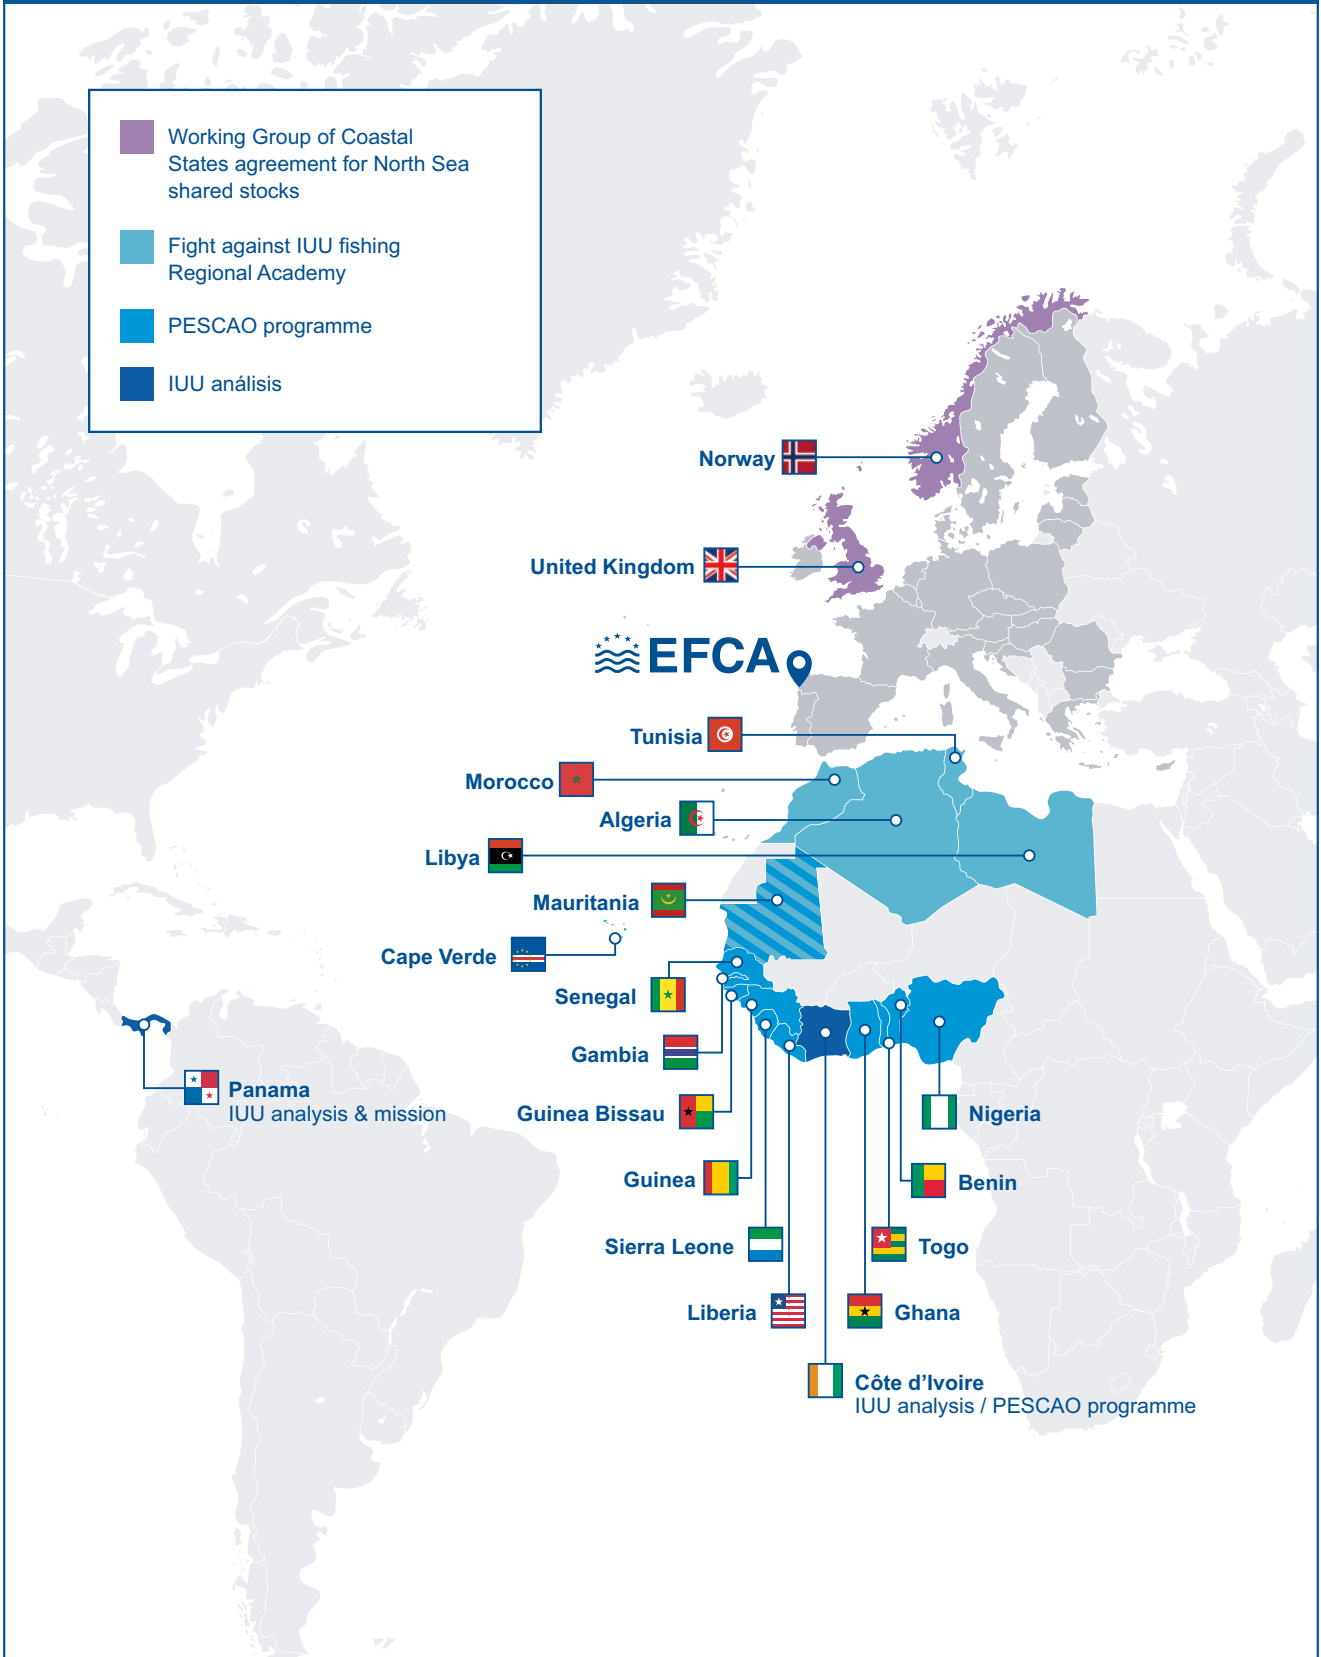 Working Group of Coastal
States agreement for North Sea
shared stocks
Fight against IUU fishing
Regional Academy
PESCAO programme
IUU análisis
Norway
United Kingdom
EFCA
Tunisia
Morocco
Algeria
Libya
Mauritania
Cape Verde
Senegal
Gambia
Panama
IUU analysis & mission
Guinea Bissau
Nigeria
Guinea
Benin
Sierra Leone
Togo
Liberia
Ghana
Côte d’Ivoire
IUU analysis / PESCAO programme